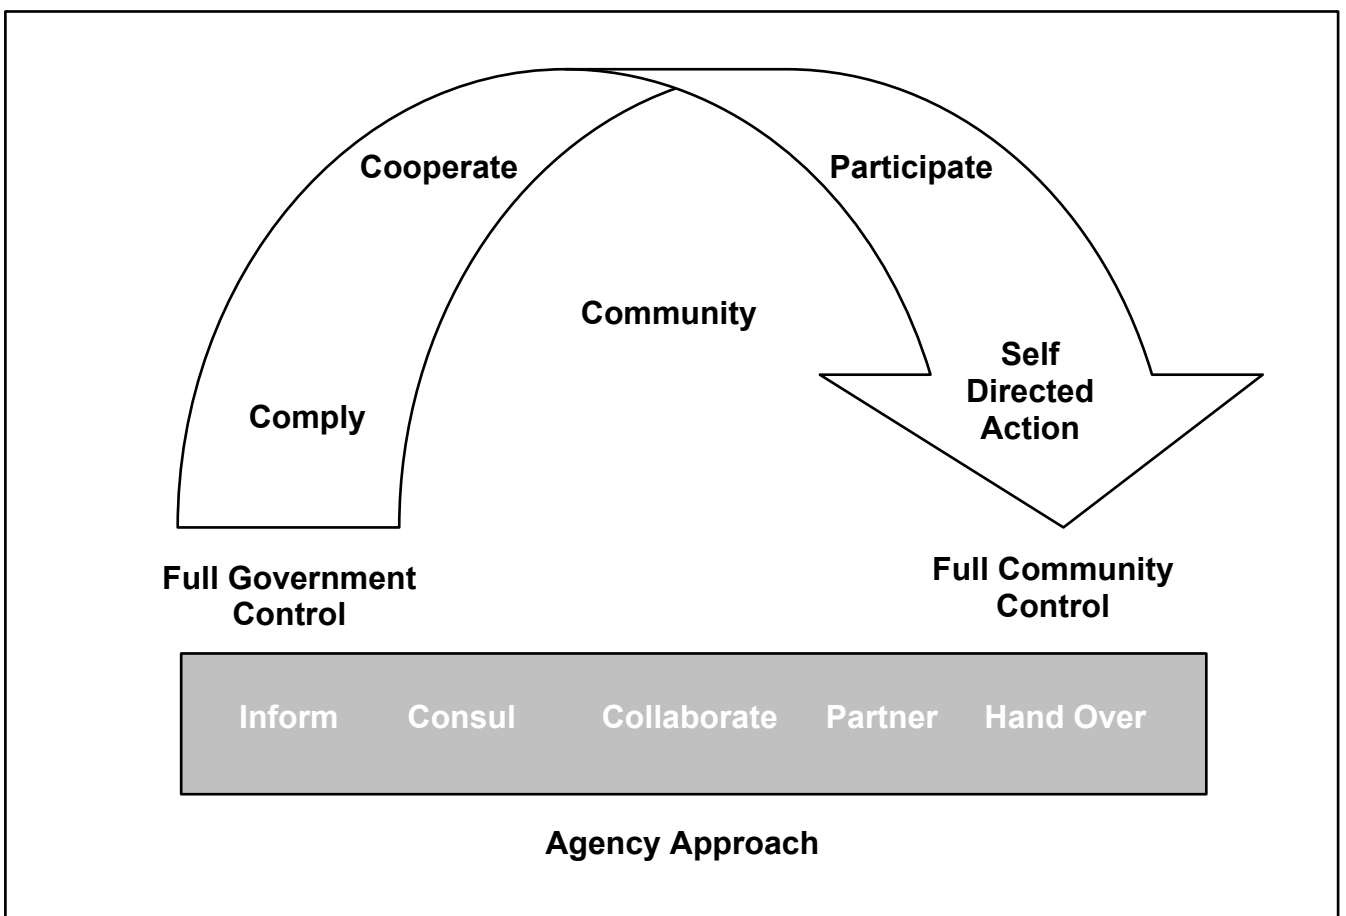 Cooperate
Participate
Community
Self
Directed
Action
Comply
Full Government
Control
Full Community
Control
Inform Consul Collaborate Partner Hand Over
Agency Approach